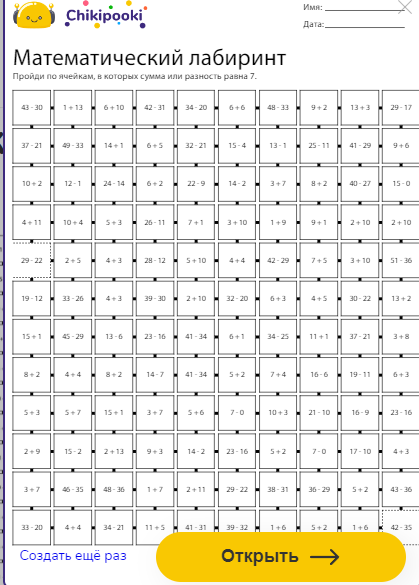 Chikipooki
Имя:
Дата:
Математический лабиринт
Пройди по ячейкам, в которых сумма или разность равна 7.
43 - 30 1 + 13 6 + 10 42 - 31 34 - 20 6 + 6 48 - 33 9 + 2 13 + 3 29 - 17
37 - 21 49 - 33 14 + 1 6 + 5 32 - 21 15 - 4 13 - 1 25 - 11 41 - 29 9 + 6
10 + 2 12 - 1 24 - 14 6 + 2 22 - 9 14 - 2 3 + 7 8 + 2 40 - 27 15 - 0
4 + 11 10 + 4 5 + 3 26 - 11 7 + 1 3 + 10 1 + 9 9 + 1 2 + 10 2 + 10
29 - 22 2 + 5 4 + 3 28 - 12 5 + 10 4 + 4 42 - 29 7 + 5 3 + 10 51 - 36
19 - 12 33 - 26 4 + 3 39 - 30 2 + 10 32 - 20 6 + 3 4 + 5 30 - 22 13 + 2
15 + 1 45 - 29 13 - 6 23 - 16 41 - 34 6 + 1 34 - 25 11 + 1 37 - 21 3 + 8
8 + 2 4 + 4 8 + 2 14 - 7 41 - 34 5 + 2 7 + 4 16 - 6 19 - 11 6 + 3
5 + 3 5 + 7 15 + 1 3 + 7 5 + 6 7 - 0 10 + 3 21 - 10 16 - 9 23 - 16
2 + 9 15 - 2 2 + 13 9 + 3 14 - 2 23 - 16 5 + 2 7 - 0 17 - 10 4 + 3
3 + 7 46 - 35 48 - 36 1 + 7 2 + 11 29 - 22 38 - 31 36 - 29 5 + 2 43 - 36
33 - 20 4 + 4 34 - 21 11 + 5 41 - 31 39 - 32 1 + 6 5 + 2 1 + 6 42 - 35
Создать ещё раз
Открыть